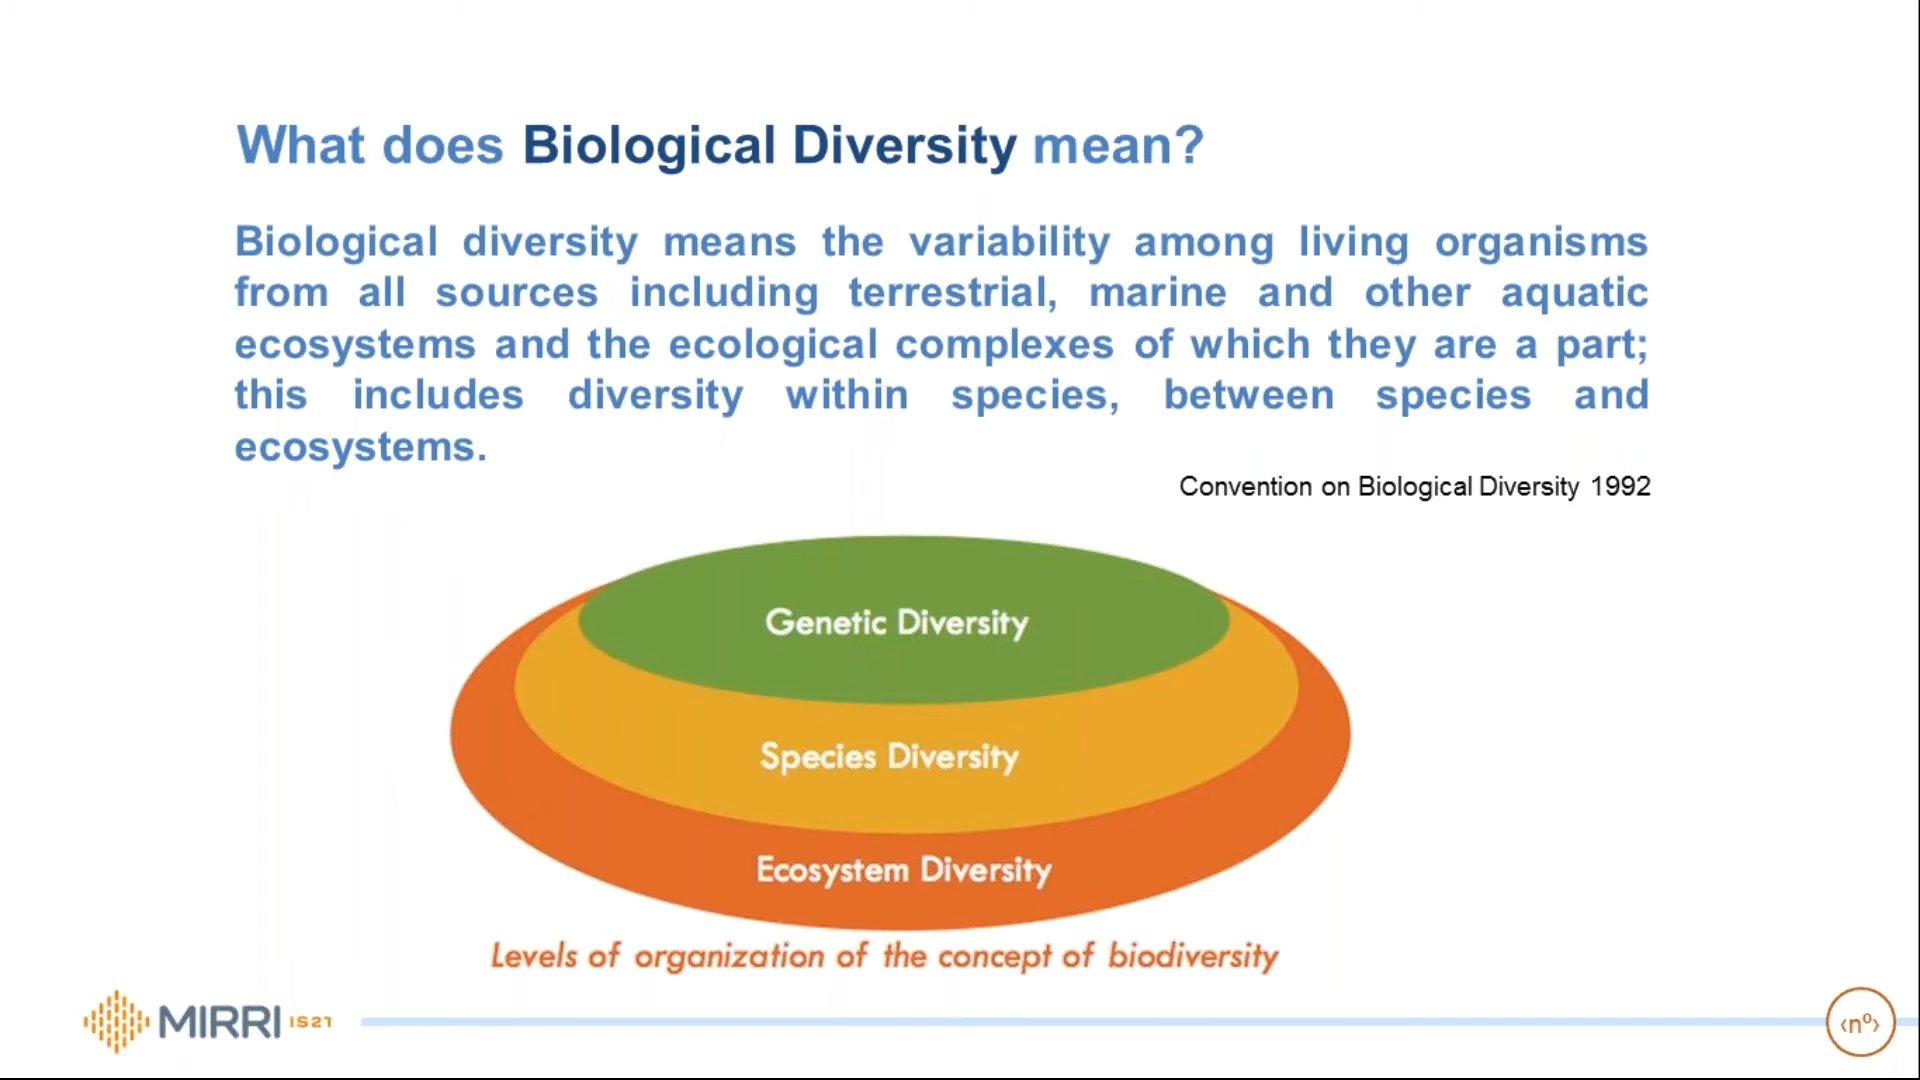 What does Biological Diversity mean?
Biological diversity means the variability among living organisms
from all sources including terrestrial, marine and other aquatic
ecosystems and the ecological complexes of which they are a part;
this includes diversity within species, between species and
ecosystems.
Convention on Biological Diversity 1992
Genetic Diversity
Species Diversity
Ecosystem Diversity
Levels of organization of the concept of biodiversity
MIRRI IS21
‹nº›